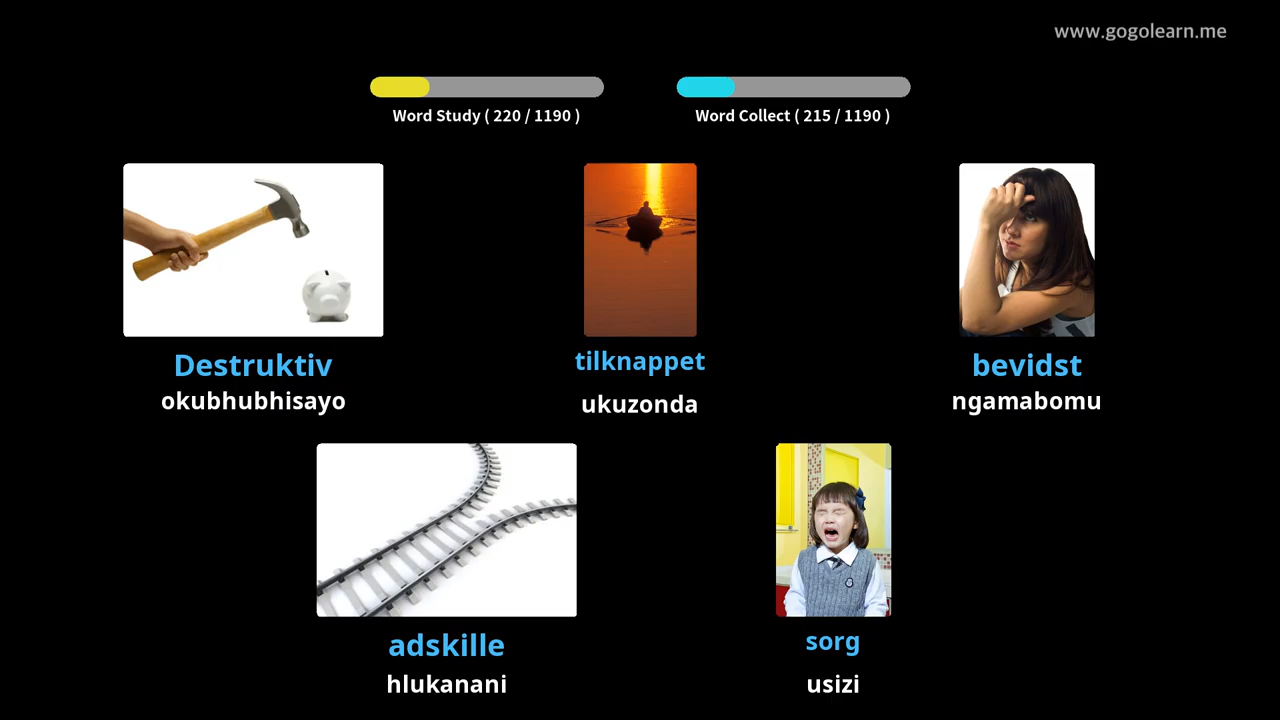 www.gogolearn.me
Word Study ( 220 / 1190 )
Word Collect ( 215 / 1190 )
Destruktiv
okubhubhisayo
tilknappet
ukuzonda
bevidst
ngamabomu
adskille
hlukanani
sorg
usizi